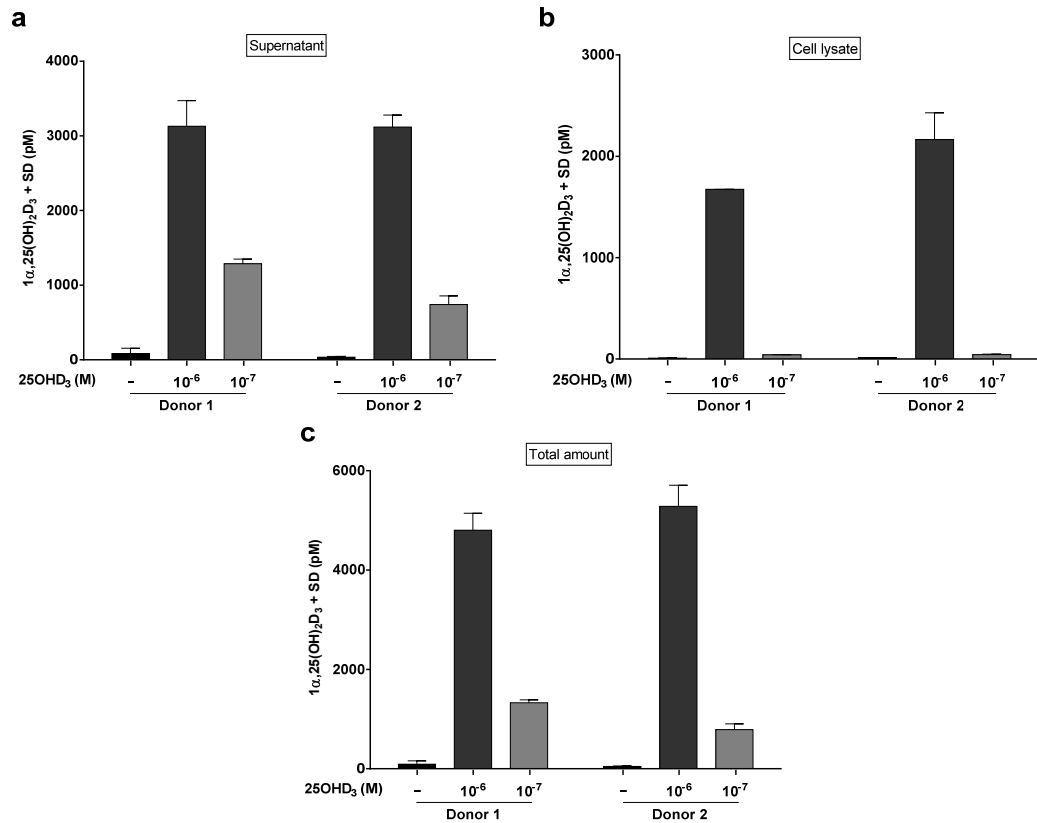 a
Supernatant
1α,25(OH)₂D₃ + SD (pM)
4000
3000
2000
1000
0
25OHD₃ (M)
– 10⁻⁶ 10⁻⁷ – 10⁻⁶ 10⁻⁷
Donor 1 Donor 2
b
Cell lysate
1α,25(OH)₂D₃ + SD (pM)
3000
2000
1000
0
25OHD₃ (M)
– 10⁻⁶ 10⁻⁷ – 10⁻⁶ 10⁻⁷
Donor 1 Donor 2
c
Total amount
1α,25(OH)₂D₃ + SD (pM)
6000
4000
2000
0
25OHD₃ (M)
– 10⁻⁶ 10⁻⁷ – 10⁻⁶ 10⁻⁷
Donor 1 Donor 2